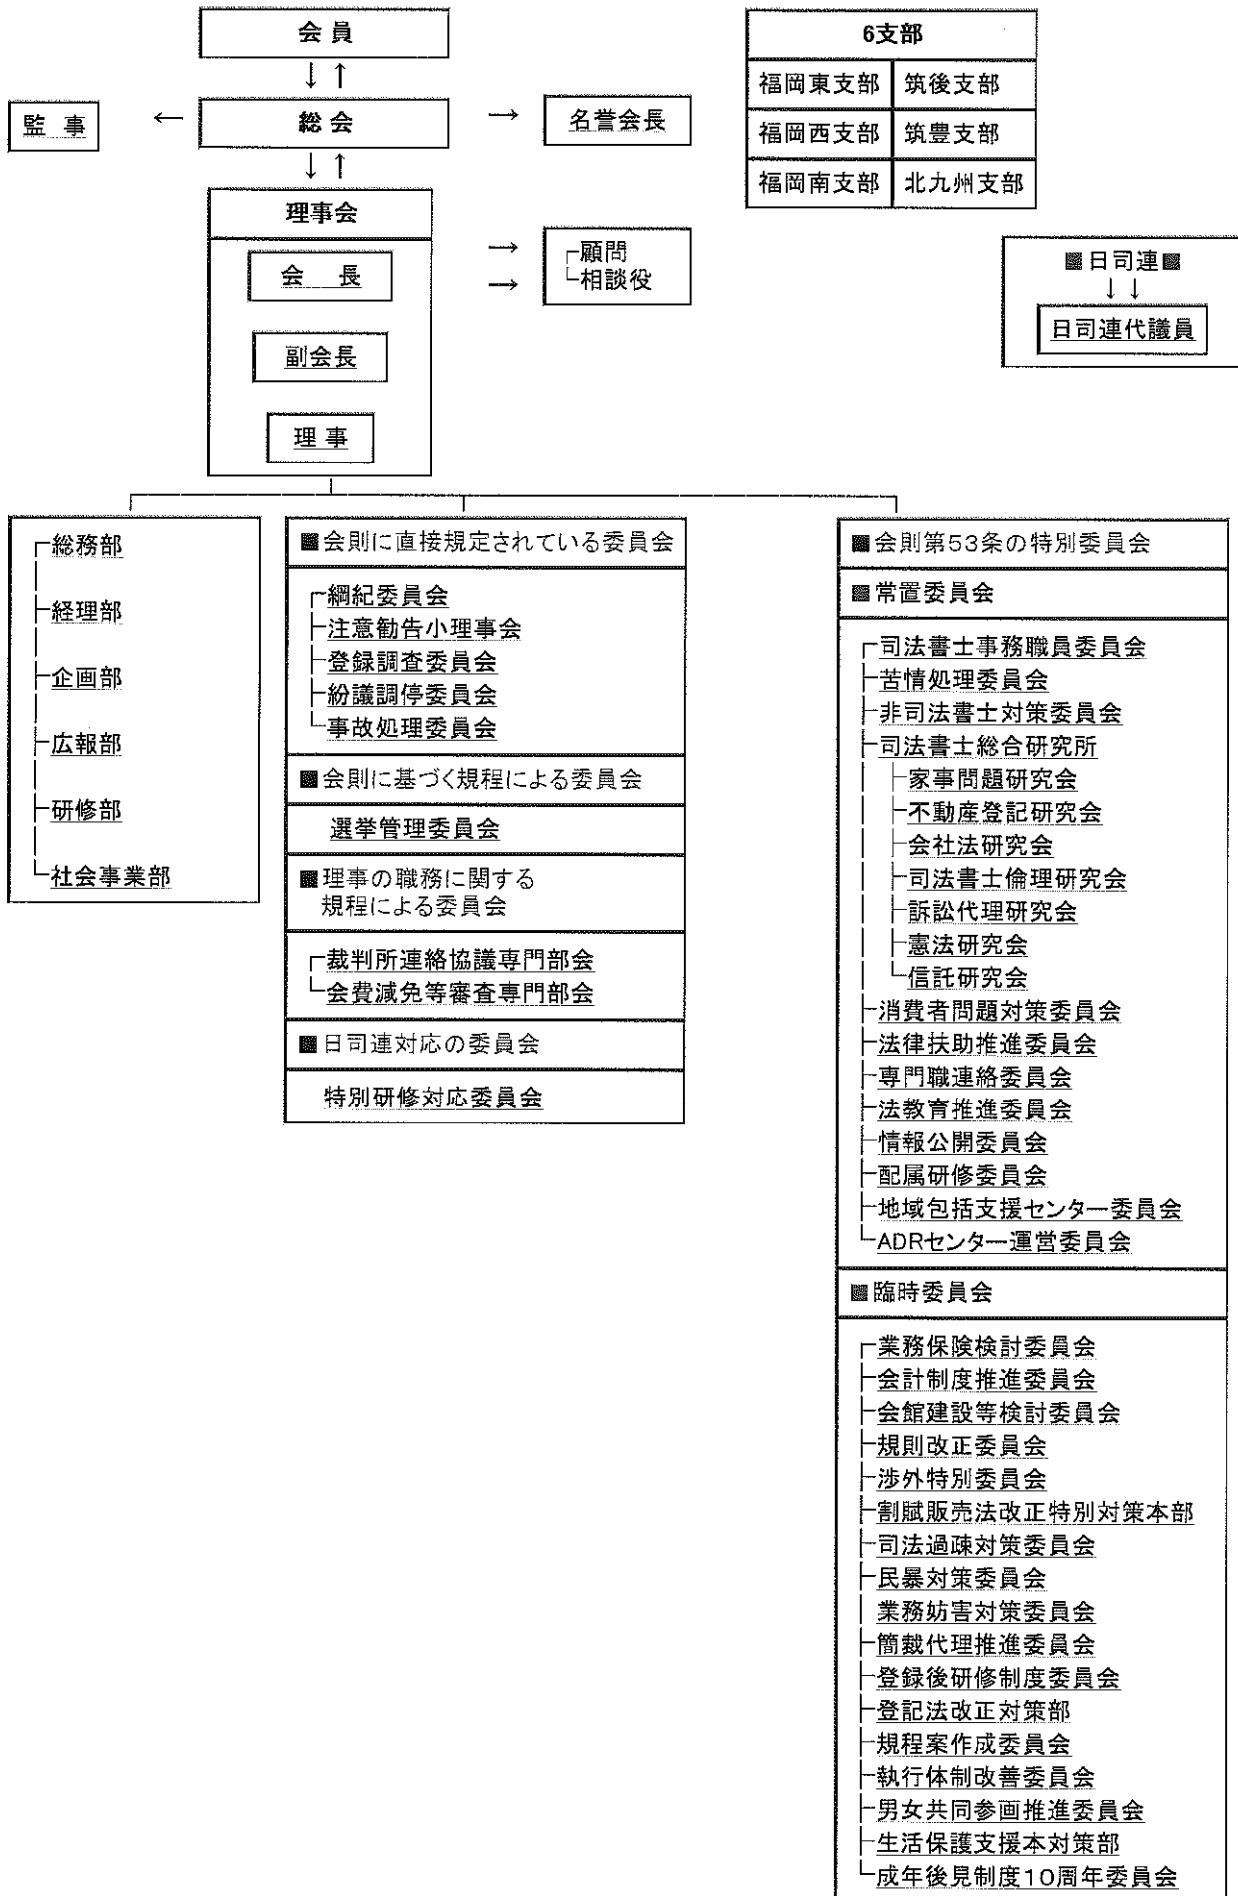 会員
↓ ↑
監事 ← 総会 → 名誉会長
↓ ↑
理事会
会長
副会長
理事
→ 顧問
→ 相談役
6支部
福岡東支部 筑後支部
福岡西支部 筑豊支部
福岡南支部 北九州支部
■日司連■
↓ ↓
日司連代議員
総務部
経理部
企画部
広報部
研修部
社会事業部
■会則に直接規定されている委員会
綱紀委員会
注意勧告小理事会
登録調査委員会
紛議調停委員会
事故処理委員会
■会則に基づく規程による委員会
選挙管理委員会
■理事の職務に関する
規程による委員会
裁判所連絡協議専門部会
会費減免等審査専門部会
■日司連対応の委員会
特別研修対応委員会
■会則第53条の特別委員会
■常置委員会
司法書士事務職員委員会
苦情処理委員会
非司法書士対策委員会
司法書士総合研究所
家事問題研究会
不動産登記研究会
会社法研究会
司法書士倫理研究会
訴訟代理研究会
憲法研究会
信託研究会
消費者問題対策委員会
法律扶助推進委員会
専門職連絡委員会
法教育推進委員会
情報公開委員会
配属研修委員会
地域包括支援センター委員会
ADRセンター運営委員会
■臨時委員会
業務保険検討委員会
会計制度推進委員会
会館建設等検討委員会
規則改正委員会
渉外特別委員会
割賦販売法改正特別対策本部
司法過疎対策委員会
民暴対策委員会
業務妨害対策委員会
簡裁代理推進委員会
登録後研修制度委員会
登記法改正対策部
規程案作成委員会
執行体制改善委員会
男女共同参画推進委員会
生活保護支援本対策部
成年後見制度10周年委員会